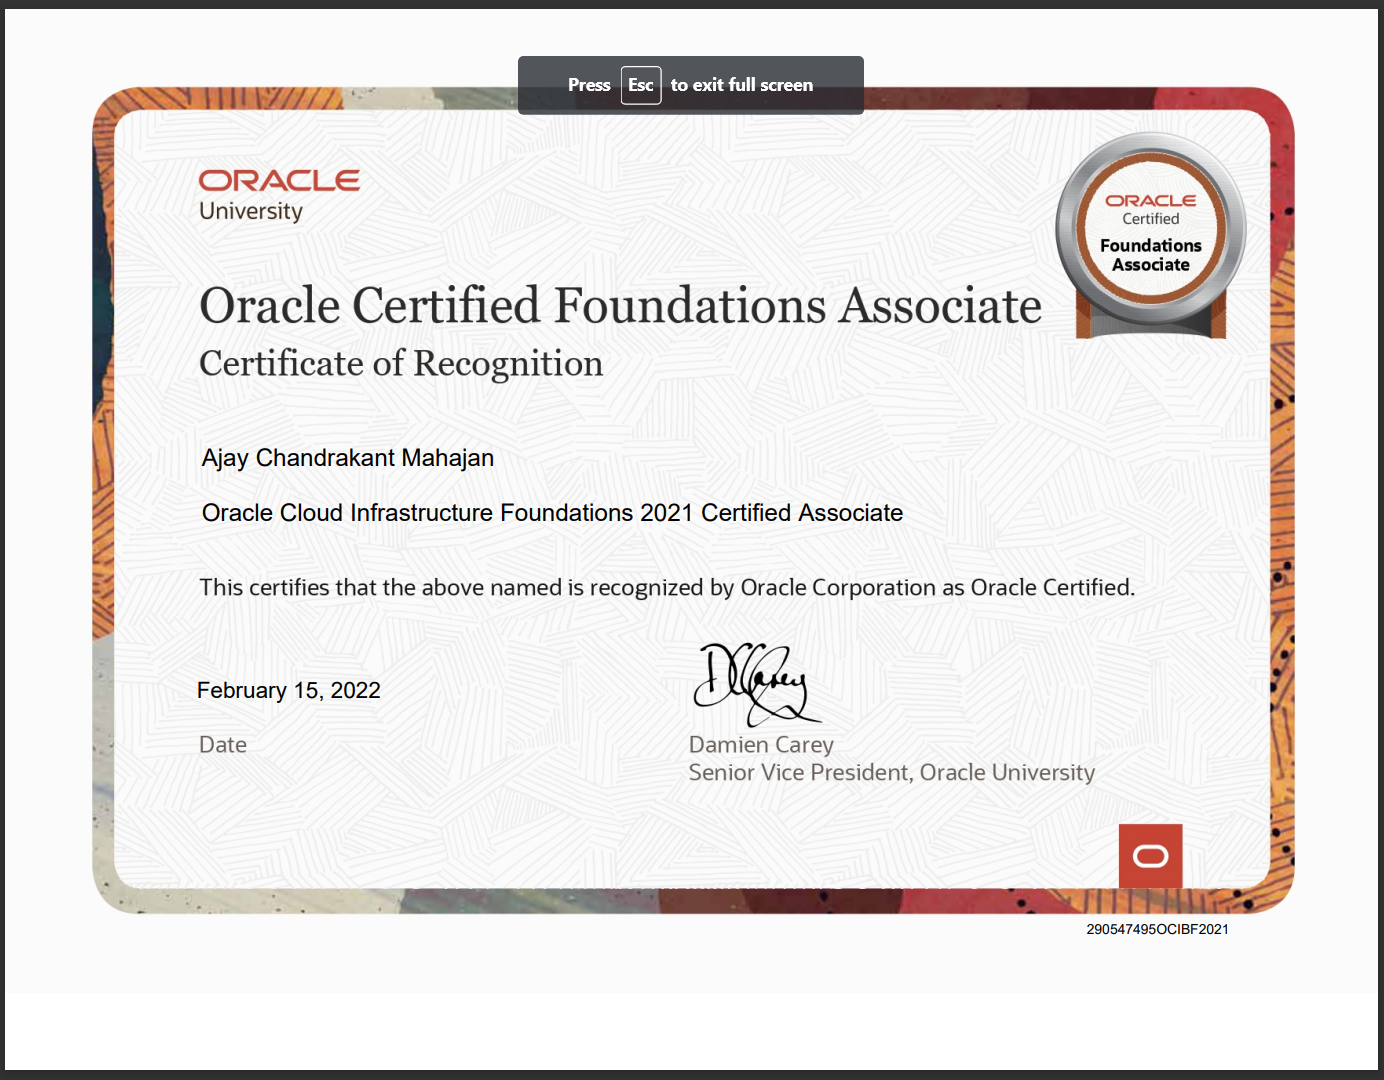 Press Esc to exit full screen
ORACLE
University
ORACLE
Certified
Foundations
Associate
Oracle Certified Foundations Associate
Certificate of Recognition
Ajay Chandrakant Mahajan
Oracle Cloud Infrastructure Foundations 2021 Certified Associate
This certifies that the above named is recognized by Oracle Corporation as Oracle Certified.
February 15, 2022
Date
DCCarey
Damien Carey
Senior Vice President, Oracle University
290547495OCIBF2021